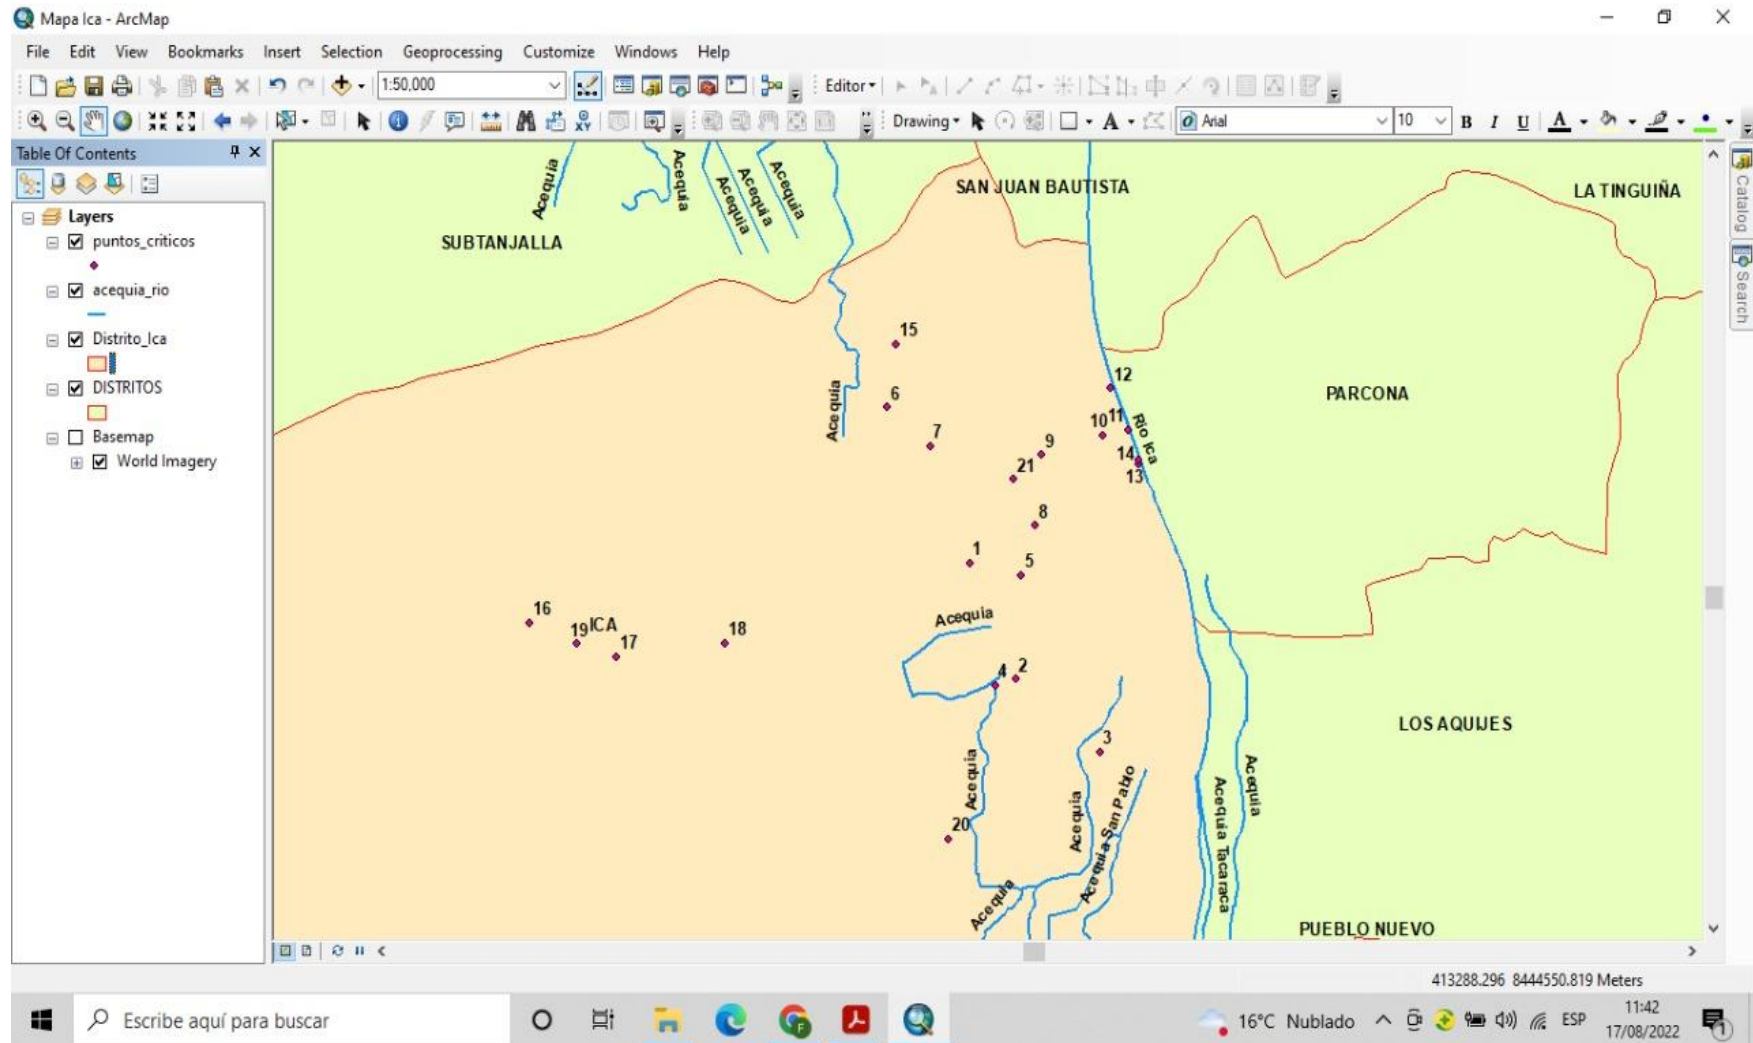 Mapa Ica - ArcMap
File Edit View Bookmarks Insert Selection Geoprocessing Customize Windows Help
1:50,000 Editor
Drawing A Arial 10 B I U A
Table Of Contents
Layers
puntos_criticos
acequia_rio
Distrito_Ica
DISTRITOS
Basemap
World Imagery
Catalog
Search
SAN JUAN BAUTISTA
LA TINGUIÑA
SUBTANJALLA
Acequia
Acequia
Acequia
Acequia
Acequia
15
12
PARCONA
6
Acequia
7
10
11
Rio Ica
9
14
21
13
8
1
5
16
19
ICA
17
18
Acequia
4
2
3
LOS AQUIJES
Acequia
Acequia
Acequia San Pablo
Acequia Tacaraca
Acequia
20
Acequia
PUEBLO NUEVO
413288.296 8444550.819 Meters
Escribe aquí para buscar
16°C Nublado
ESP
11:42
17/08/2022
1